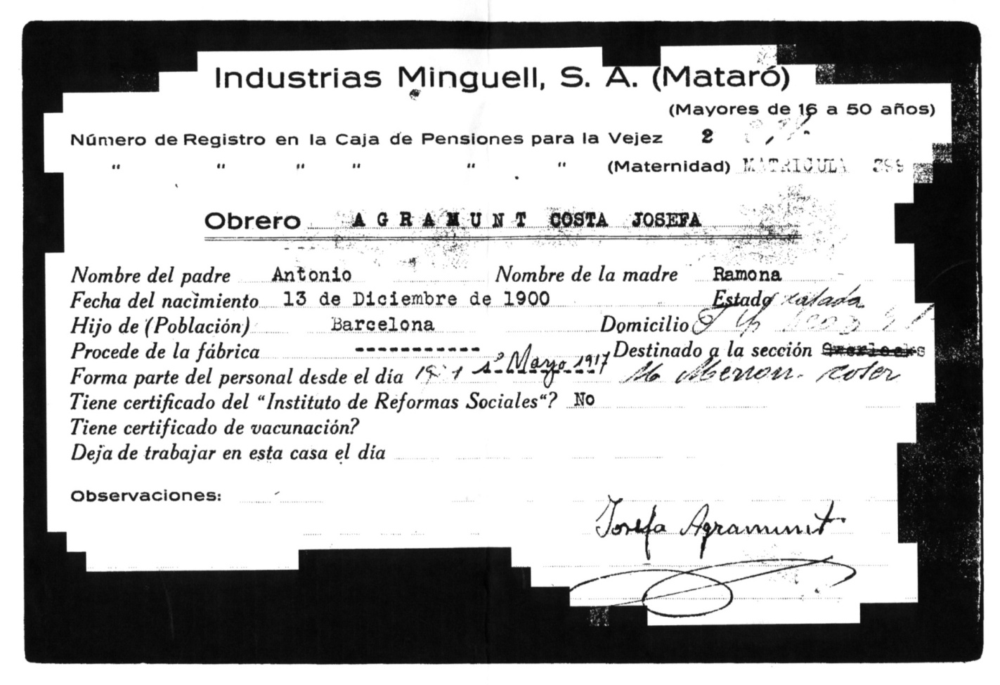 Industrias Minguell, S. A. (Mataró)
(Mayores de 16 a 50 años)
Número de Registro en la Caja de Pensiones para la Vejez 2
“ “ “ “ “ “ (Maternidad) MATRICULA 399
Obrero AGRAMUNT COSTA JOSEFA
Nombre del padre Antonio Nombre de la madre Ramona
Fecha del nacimiento 13 de Diciembre de 1900 Estado casada
Hijo de (Población) Barcelona Domicilio
Procede de la fábrica ----------- Destinado a la sección Overlocks
Forma parte del personal desde el día 1º Mayo 1917
Tiene certificado del “Instituto de Reformas Sociales“? No
Tiene certificado de vacunación?
Deja de trabajar en esta casa el día
Observaciones:
Josefa Agramunt